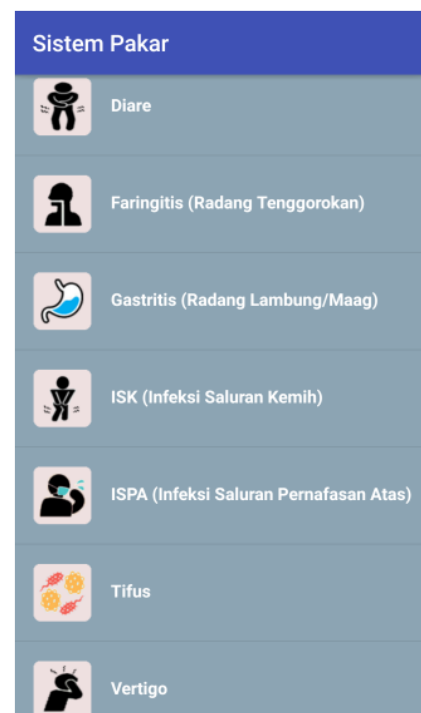 Sistem Pakar
Diare
Faringitis (Radang Tenggorokan)
Gastritis (Radang Lambung/Maag)
ISK (Infeksi Saluran Kemih)
ISPA (Infeksi Saluran Pernafasan Atas)
Tifus
Vertigo